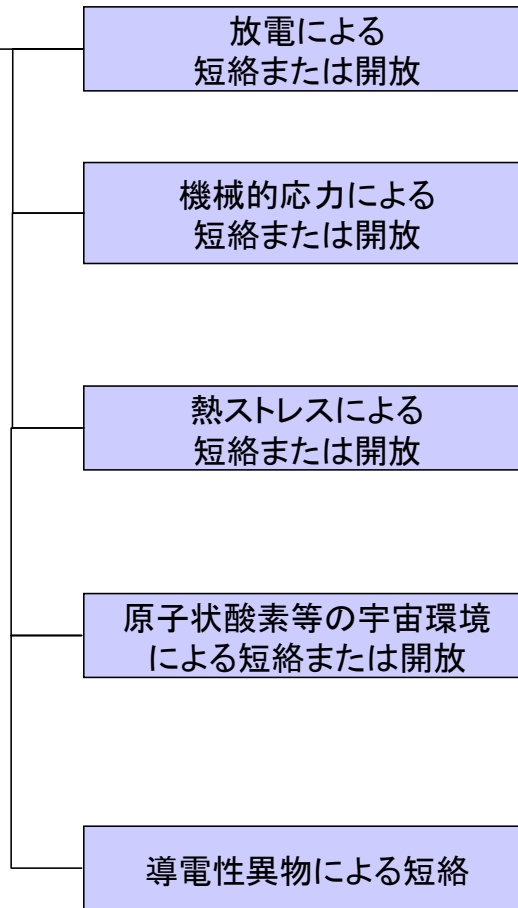 放電による
短絡または開放
機械的応力による
短絡または開放
熱ストレスによる
短絡または開放
原子状酸素等の宇宙環境
による短絡または開放
導電性異物による短絡